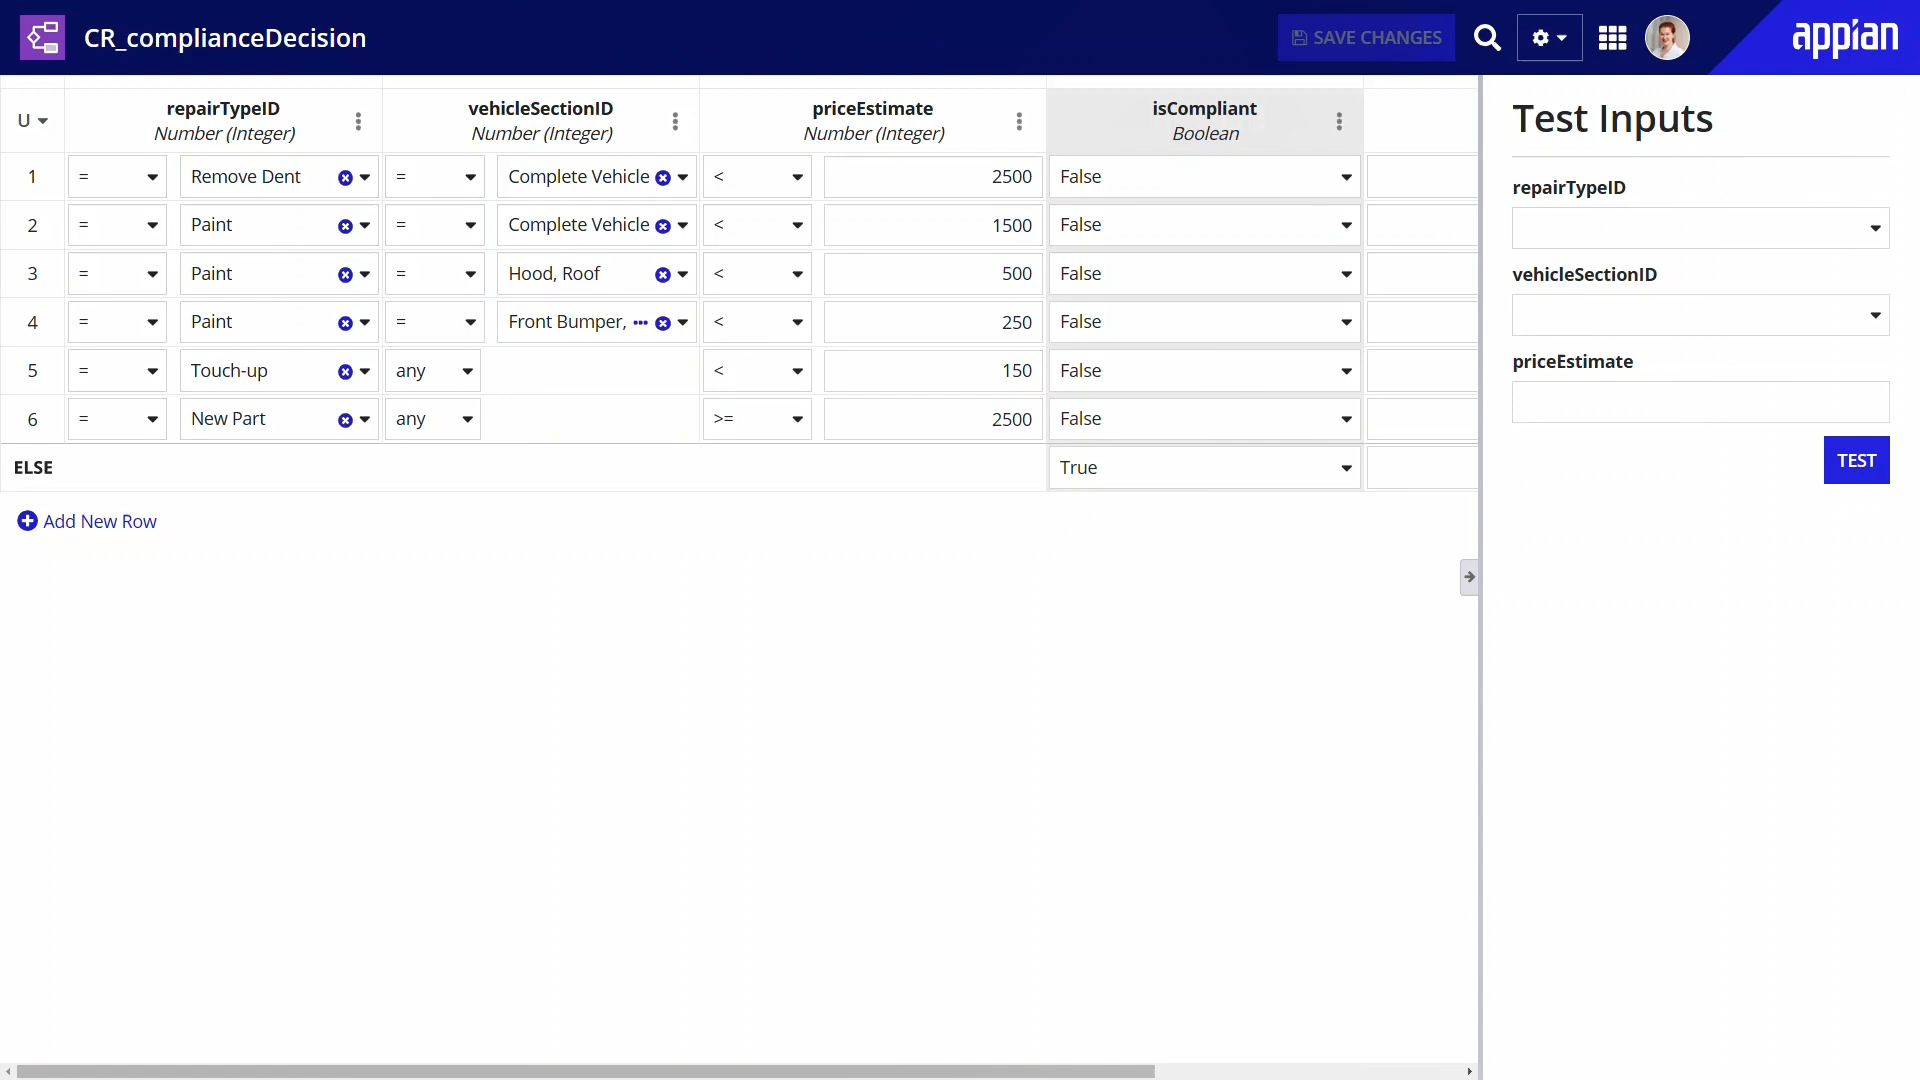 CR_complianceDecision
SAVE CHANGES
appian
U
repairTypeID
Number (Integer)
vehicleSectionID
Number (Integer)
priceEstimate
Number (Integer)
isCompliant
Boolean
1 = Remove Dent = Complete Vehicle < 2500 False
2 = Paint = Complete Vehicle < 1500 False
3 = Paint = Hood, Roof < 500 False
4 = Paint = Front Bumper, ••• < 250 False
5 = Touch-up any < 150 False
6 = New Part any >= 2500 False
ELSE True
Add New Row
Test Inputs
repairTypeID
vehicleSectionID
priceEstimate
TEST